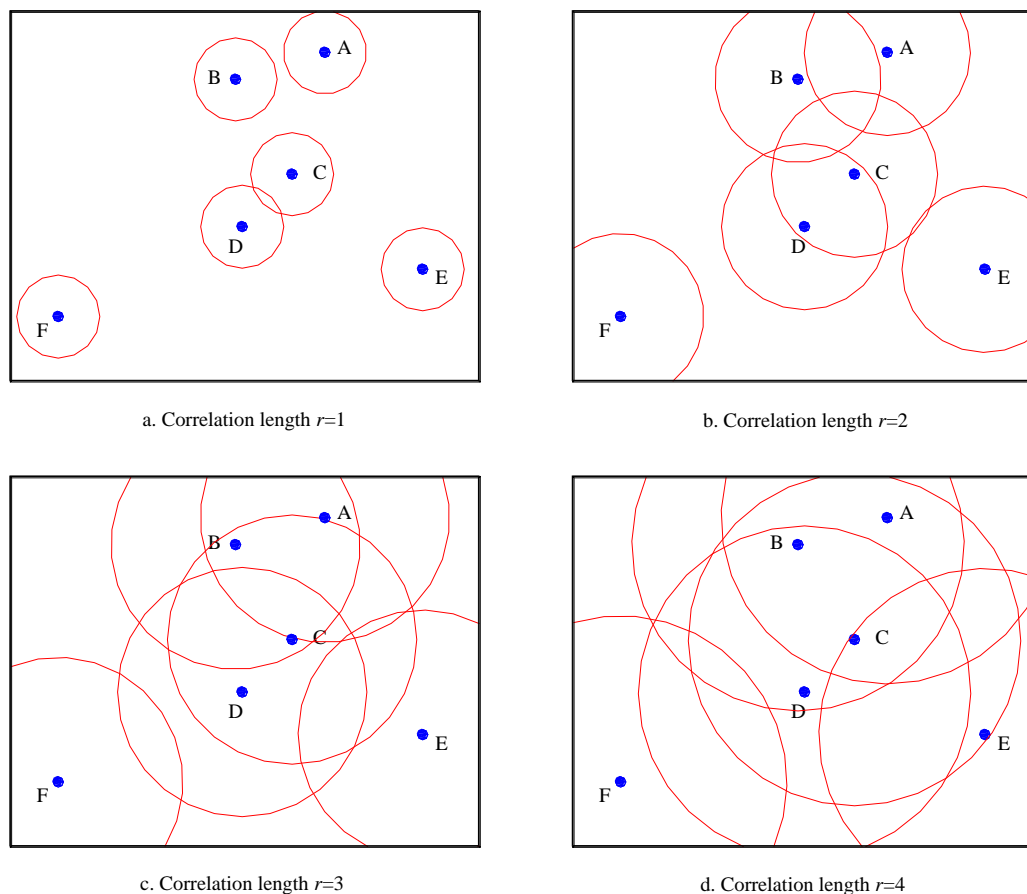 A
B
C
D
E
F
a. Correlation length r=1
A
B
C
D
E
F
b. Correlation length r=2
A
B
C
D
E
F
c. Correlation length r=3
A
B
C
D
E
F
d. Correlation length r=4